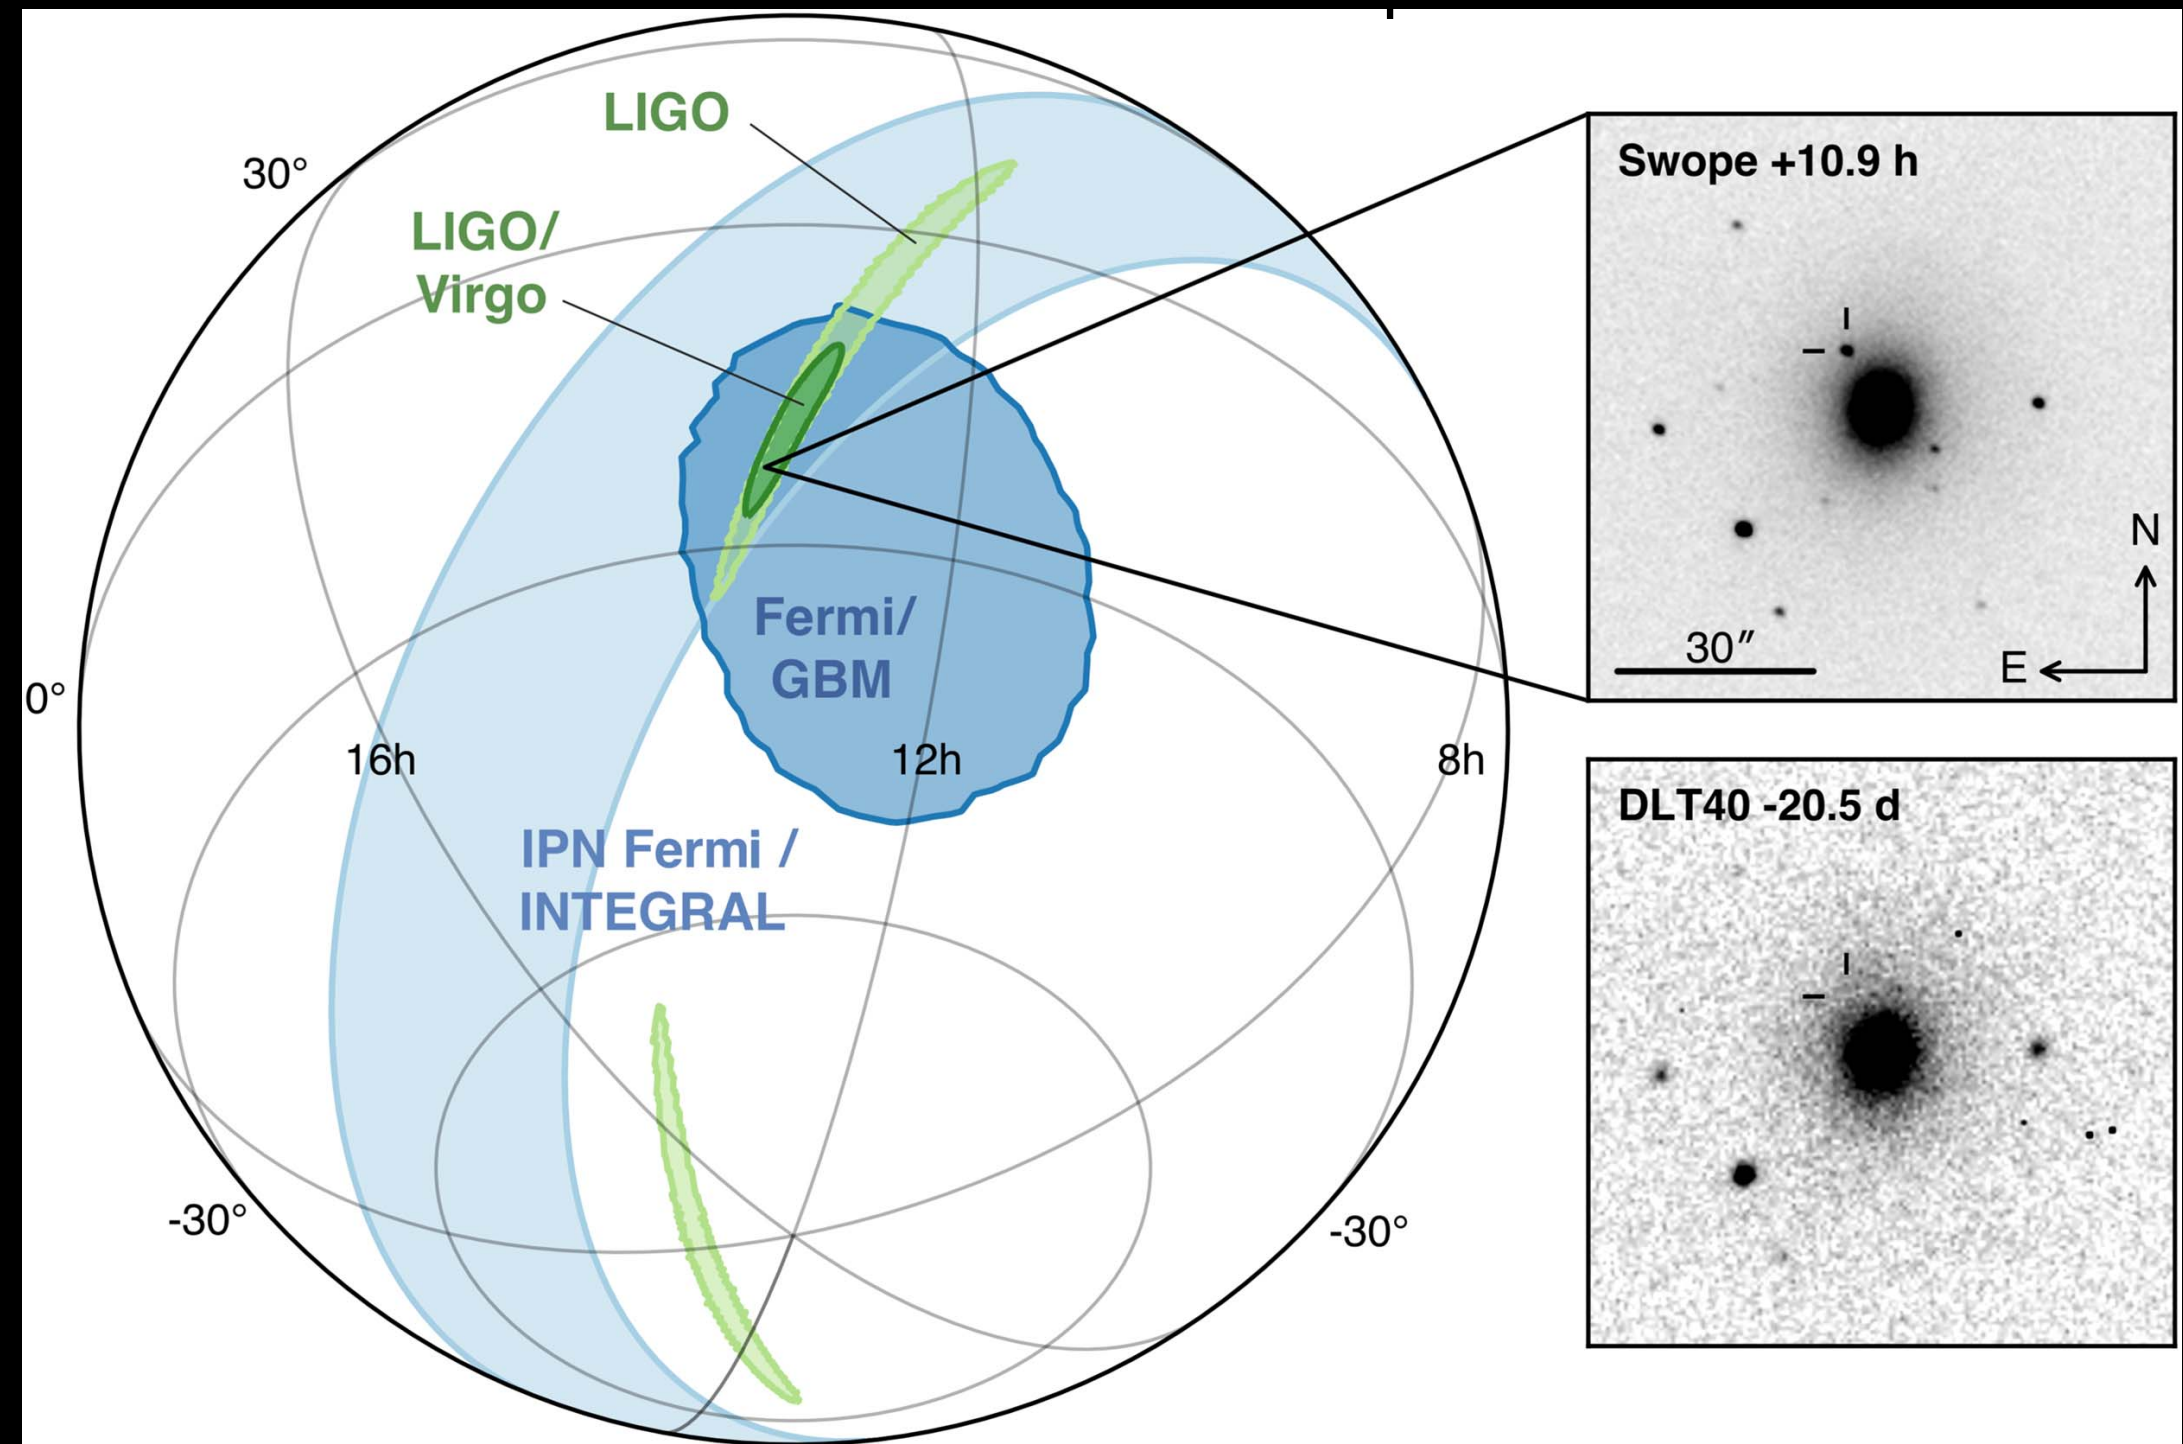 LIGO
30°
LIGO/
Virgo
Fermi/
GBM
0°
16h
12h
8h
IPN Fermi /
INTEGRAL
-30°
-30°
Swope +10.9 h
N
30″
E
DLT40 -20.5 d